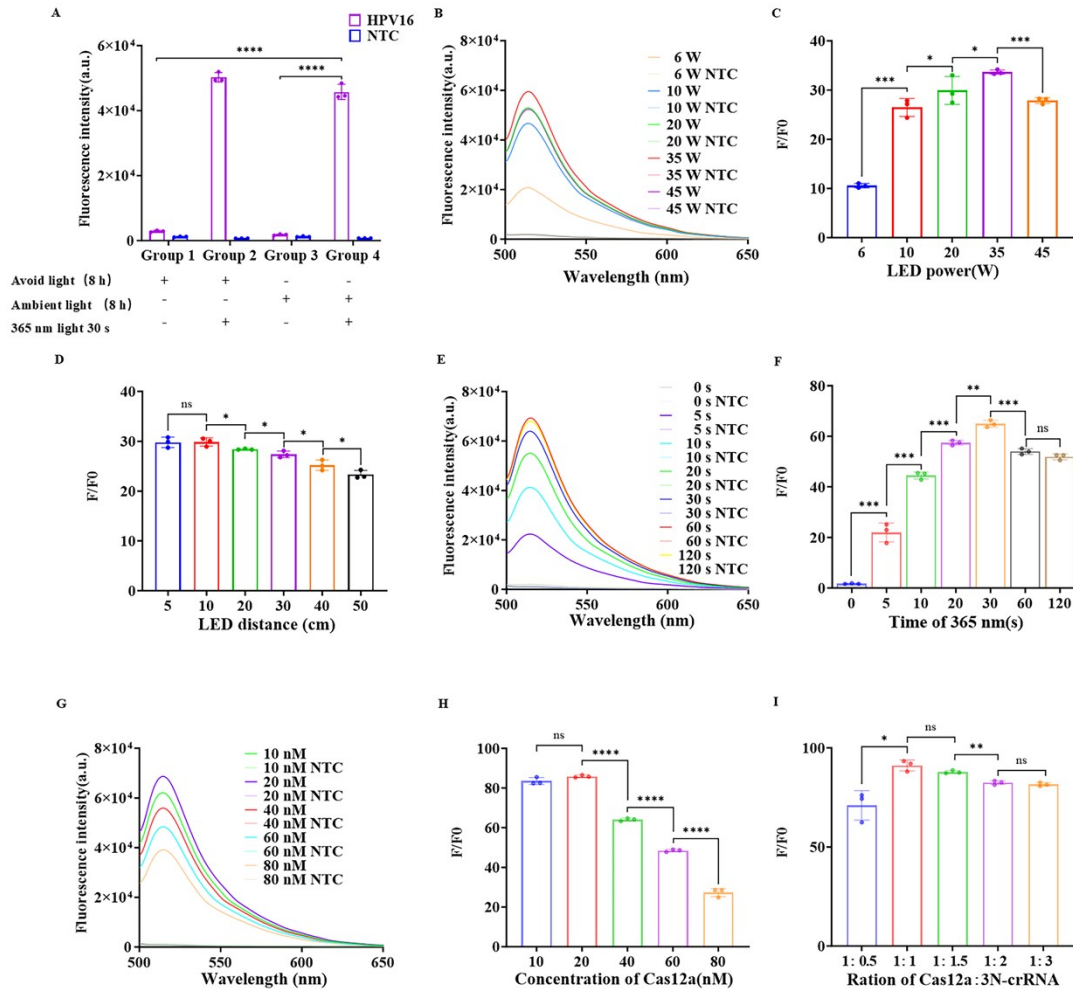 A
HPV16
NTC
Fluorescence intensity(a.u.)
6×10⁴
4×10⁴
2×10⁴
0
****
****
Group 1 Group 2 Group 3 Group 4
Avoid light (8 h) + + - -
Ambient light (8 h) - - + +
365 nm light 30 s - + - +
B
Fluorescence intensity(a.u.)
8×10⁴
6×10⁴
4×10⁴
2×10⁴
0
500 550 600 650
Wavelength (nm)
6 W
6 W NTC
10 W
10 W NTC
20 W
20 W NTC
35 W
35 W NTC
45 W
45 W NTC
C
F/F0
40
30
20
10
0
*** * * ***
6 10 20 35 45
LED power(W)
D
F/F0
40
30
20
10
0
ns * * * *
5 10 20 30 40 50
LED distance (cm)
E
Fluorescence intensity(a.u.)
8×10⁴
6×10⁴
4×10⁴
2×10⁴
0
500 550 600 650
Wavelength (nm)
0 s
0 s NTC
5 s
5 s NTC
10 s
10 s NTC
20 s
20 s NTC
30 s
30 s NTC
60 s
60 s NTC
120 s
120 s NTC
F
F/F0
80
60
40
20
0
*** *** *** ** *** ns
0 5 10 20 30 60 120
Time of 365 nm(s)
G
Fluorescence intensity(a.u.)
8×10⁴
6×10⁴
4×10⁴
2×10⁴
0
500 550 600 650
Wavelength (nm)
10 nM
10 nM NTC
20 nM
20 nM NTC
40 nM
40 nM NTC
60 nM
60 nM NTC
80 nM
80 nM NTC
H
F/F0
100
80
60
40
20
0
ns **** **** ****
10 20 40 60 80
Concentration of Cas12a(nM)
I
F/F0
100
50
0
* ns ** ns
1:0.5 1:1 1:1.5 1:2 1:3
Ration of Cas12a:3N-crRNA